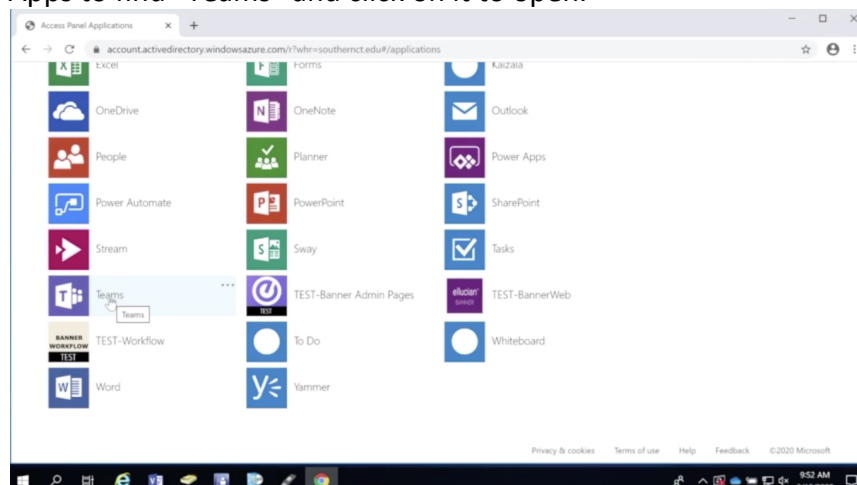 Apps to find "Teams" and click on it to open.
Access Panel Applications
account.activedirectory.windowsazure.com/r?whr=southernct.edu#/applications
Excel Forms Kaizala
OneDrive OneNote Outlook
People Planner Power Apps
Power Automate PowerPoint SharePoint
Stream Sway Tasks
Teams TEST-Banner Admin Pages TEST-BannerWeb
Teams
TEST-Workflow To Do Whiteboard
Word Yammer
TEST
ellucian
BANNER
BANNER
WORKFLOW
TEST
Privacy & cookies Terms of use Help Feedback ©2020 Microsoft
9:52 AM